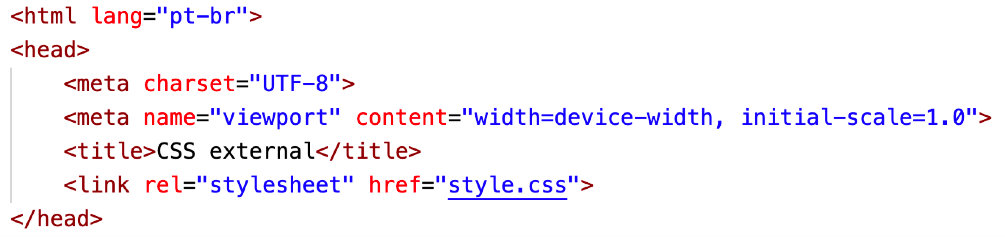 <html lang="pt-br">
<head>
    <meta charset="UTF-8">
    <meta name="viewport" content="width=device-width, initial-scale=1.0">
    <title>CSS external</title>
    <link rel="stylesheet" href="style.css">
</head>